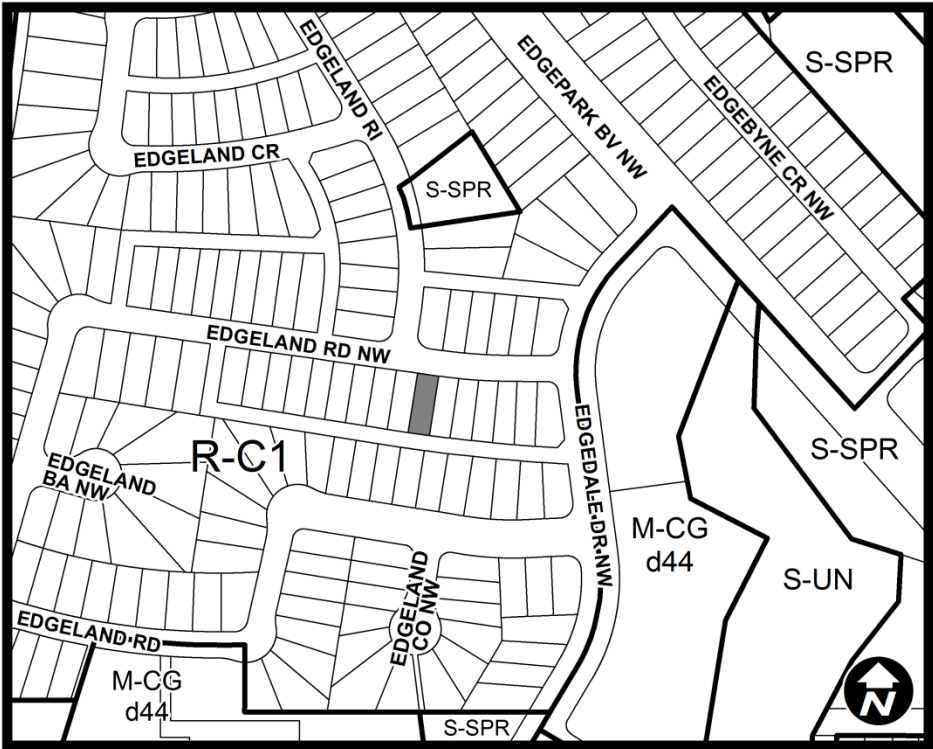 EDGELAND RI
EDGEPARK BV NW
S-SPR
EDGEBYNE CR NW
EDGELAND CR
S-SPR
EDGELAND RD NW
R-C1
EDGELAND
BA NW
EDGEDALE DR NW
S-SPR
M-CG
d44
S-UN
EDGELAND
CO NW
EDGELAND RD
M-CG
d44
S-SPR
N